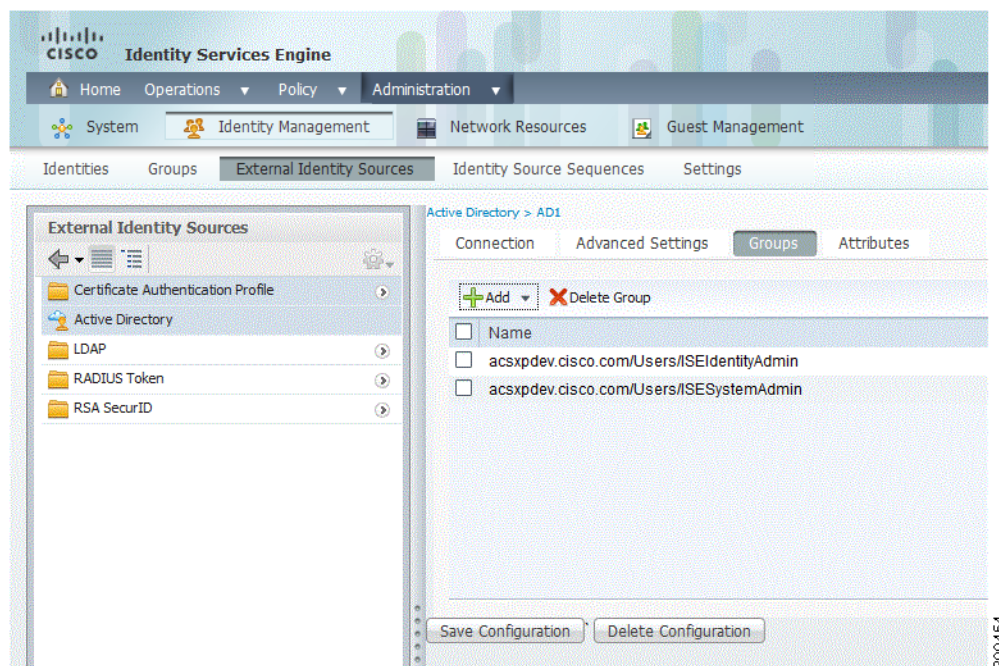 CISCO Identity Services Engine
Home Operations Policy Administration
System Identity Management Network Resources Guest Management
Identities Groups External Identity Sources Identity Source Sequences Settings
External Identity Sources
Certificate Authentication Profile
Active Directory
LDAP
RADIUS Token
RSA SecurID
Active Directory > AD1
Connection Advanced Settings Groups Attributes
Add Delete Group
Name
acsxpdev.cisco.com/Users/ISEIdentityAdmin
acsxpdev.cisco.com/Users/ISESystemAdmin
Save Configuration Delete Configuration